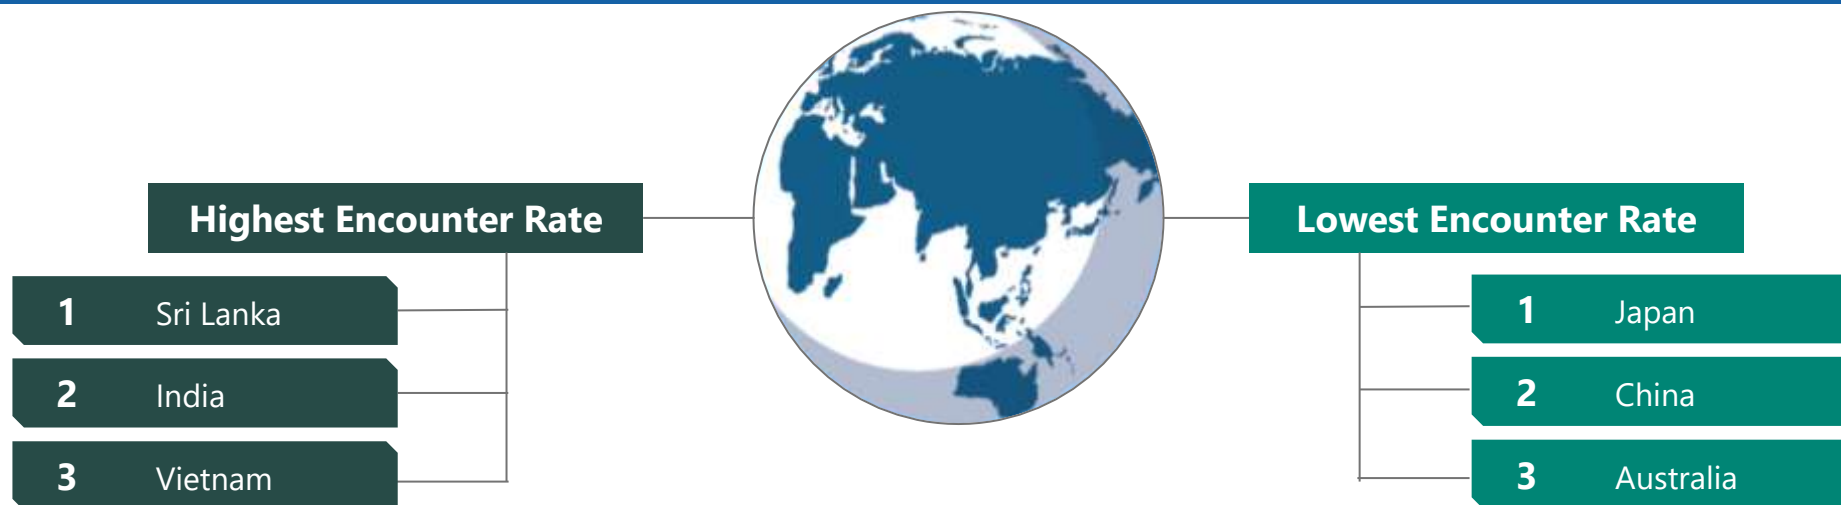 Highest Encounter Rate
1 Sri Lanka
2 India
3 Vietnam
Lowest Encounter Rate
1 Japan
2 China
3 Australia